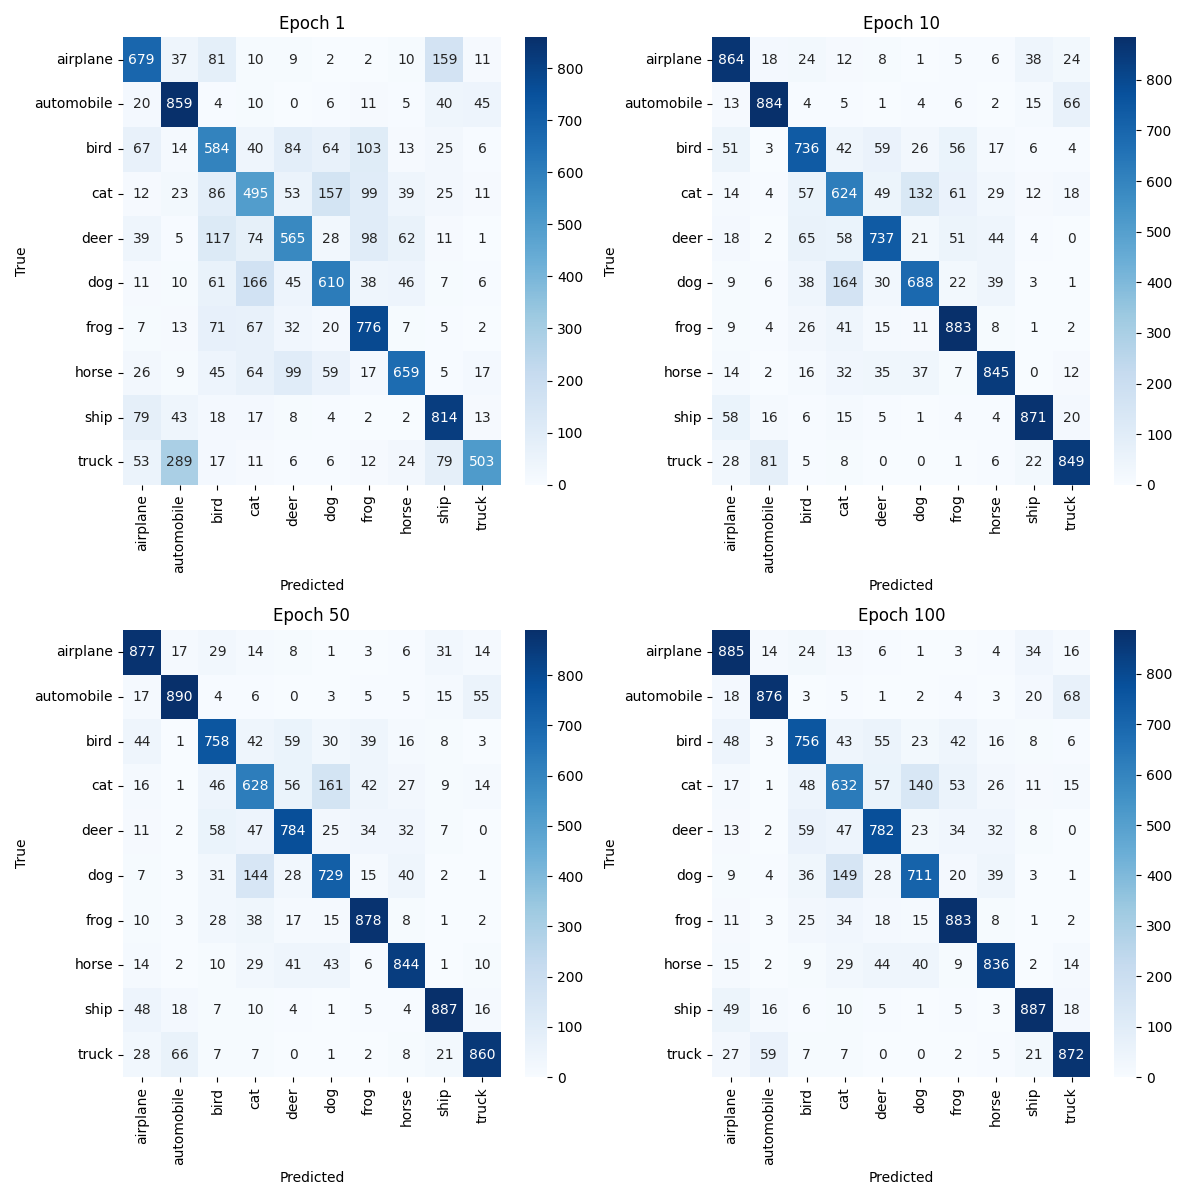 Epoch 1
airplane 679 37 81 10 9 2 2 10 159 11
automobile 20 859 4 10 0 6 11 5 40 45
bird 67 14 584 40 84 64 103 13 25 6
cat 12 23 86 495 53 157 99 39 25 11
deer 39 5 117 74 565 28 98 62 11 1
dog 11 10 61 166 45 610 38 46 7 6
frog 7 13 71 67 32 20 776 7 5 2
horse 26 9 45 64 99 59 17 659 5 17
ship 79 43 18 17 8 4 2 2 814 13
truck 53 289 17 11 6 6 12 24 79 503
airplane automobile bird cat deer dog frog horse ship truck
True
Predicted
800
700
600
500
400
300
200
100
0
Epoch 10
airplane 864 18 24 12 8 1 5 6 38 24
automobile 13 884 4 5 1 4 6 2 15 66
bird 51 3 736 42 59 26 56 17 6 4
cat 14 4 57 624 49 132 61 29 12 18
deer 18 2 65 58 737 21 51 44 4 0
dog 9 6 38 164 30 688 22 39 3 1
frog 9 4 26 41 15 11 883 8 1 2
horse 14 2 16 32 35 37 7 845 0 12
ship 58 16 6 15 5 1 4 4 871 20
truck 28 81 5 8 0 0 1 6 22 849
airplane automobile bird cat deer dog frog horse ship truck
True
Predicted
800
700
600
500
400
300
200
100
0
Epoch 50
airplane 877 17 29 14 8 1 3 6 31 14
automobile 17 890 4 6 0 3 5 5 15 55
bird 44 1 758 42 59 30 39 16 8 3
cat 16 1 46 628 56 161 42 27 9 14
deer 11 2 58 47 784 25 34 32 7 0
dog 7 3 31 144 28 729 15 40 2 1
frog 10 3 28 38 17 15 878 8 1 2
horse 14 2 10 29 41 43 6 844 1 10
ship 48 18 7 10 4 1 5 4 887 16
truck 28 66 7 7 0 1 2 8 21 860
airplane automobile bird cat deer dog frog horse ship truck
True
Predicted
800
700
600
500
400
300
200
100
0
Epoch 100
airplane 885 14 24 13 6 1 3 4 34 16
automobile 18 876 3 5 1 2 4 3 20 68
bird 48 3 756 43 55 23 42 16 8 6
cat 17 1 48 632 57 140 53 26 11 15
deer 13 2 59 47 782 23 34 32 8 0
dog 9 4 36 149 28 711 20 39 3 1
frog 11 3 25 34 18 15 883 8 1 2
horse 15 2 9 29 44 40 9 836 2 14
ship 49 16 6 10 5 1 5 3 887 18
truck 27 59 7 7 0 0 2 5 21 872
airplane automobile bird cat deer dog frog horse ship truck
True
Predicted
800
700
600
500
400
300
200
100
0